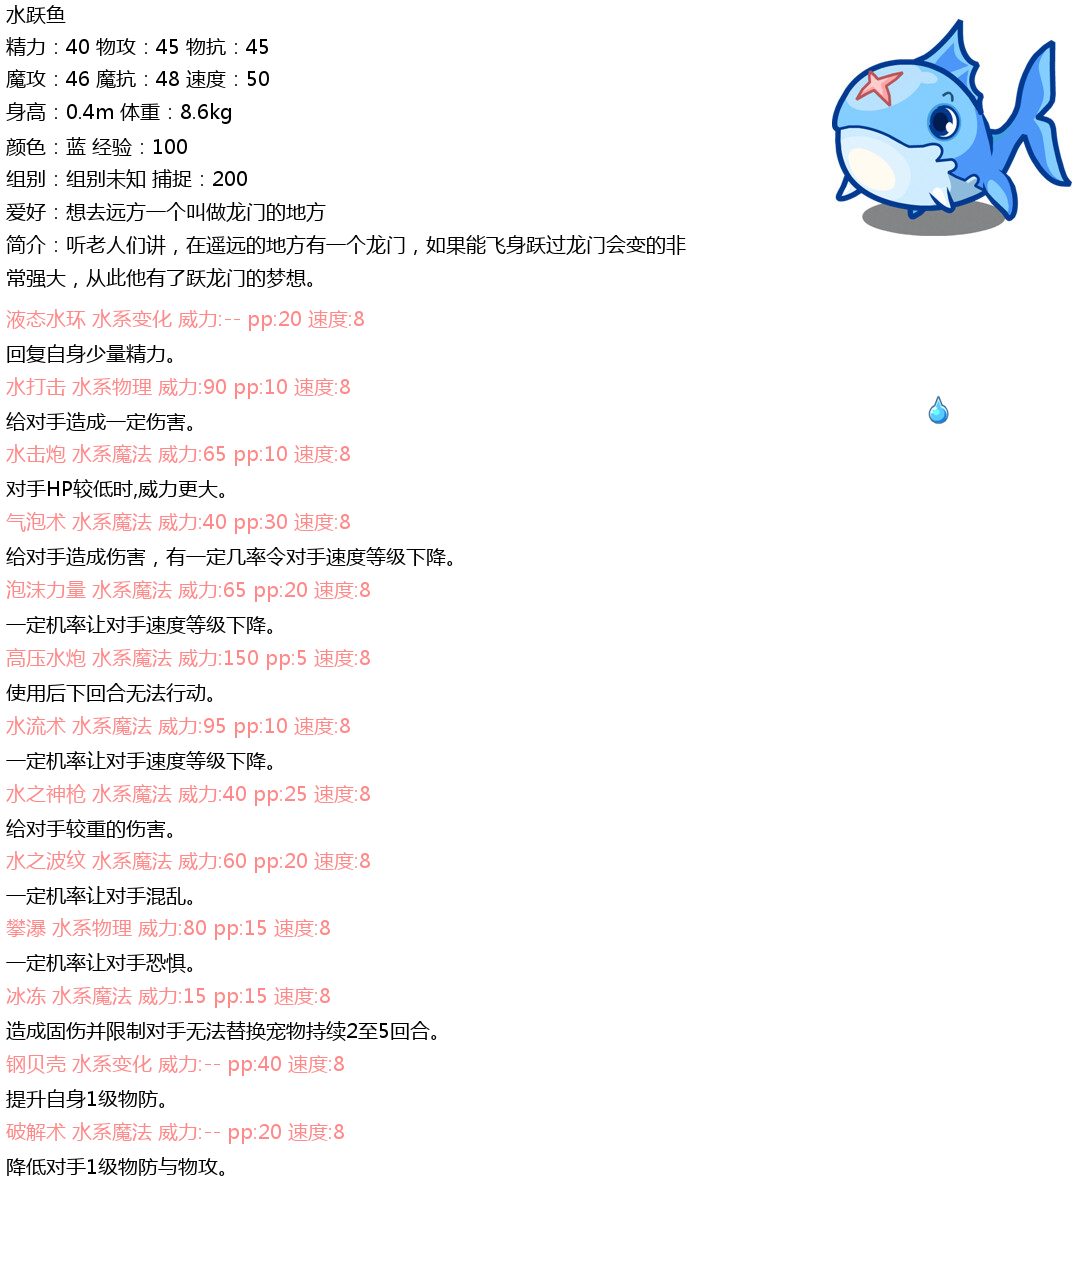 水跃鱼
精力：40 物攻：45 物抗：45
魔攻：46 魔抗：48 速度：50
身高：0.4m 体重：8.6kg
颜色：蓝 经验：100
组别：组别未知 捕捉：200
爱好：想去远方一个叫做龙门的地方
简介：听老人们讲，在遥远的地方有一个龙门，如果能飞身跃过龙门会变的非
常强大，从此他有了跃龙门的梦想。
液态水环 水系变化 威力:-- pp:20 速度:8
回复自身少量精力。
水打击 水系物理 威力:90 pp:10 速度:8
给对手造成一定伤害。
水击炮 水系魔法 威力:65 pp:10 速度:8
对手HP较低时,威力更大。
气泡术 水系魔法 威力:40 pp:30 速度:8
给对手造成伤害，有一定几率令对手速度等级下降。
泡沫力量 水系魔法 威力:65 pp:20 速度:8
一定机率让对手速度等级下降。
高压水炮 水系魔法 威力:150 pp:5 速度:8
使用后下回合无法行动。
水流术 水系魔法 威力:95 pp:10 速度:8
一定机率让对手速度等级下降。
水之神枪 水系魔法 威力:40 pp:25 速度:8
给对手较重的伤害。
水之波纹 水系魔法 威力:60 pp:20 速度:8
一定机率让对手混乱。
攀瀑 水系物理 威力:80 pp:15 速度:8
一定机率让对手恐惧。
冰冻 水系魔法 威力:15 pp:15 速度:8
造成固伤并限制对手无法替换宠物持续2至5回合。
钢贝壳 水系变化 威力:-- pp:40 速度:8
提升自身1级物防。
破解术 水系魔法 威力:-- pp:20 速度:8
降低对手1级物防与物攻。